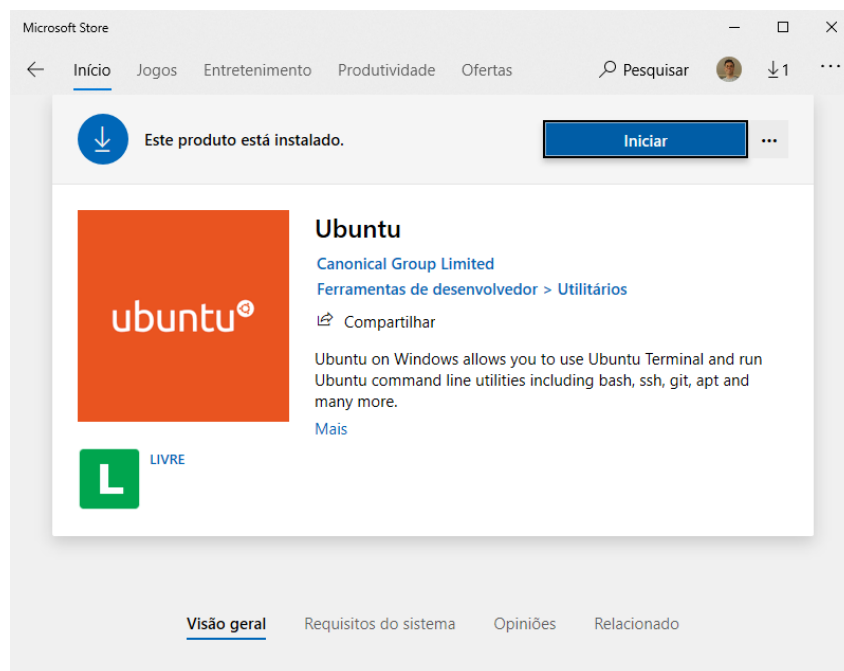 Microsoft Store
Início Jogos Entretenimento Produtividade Ofertas Pesquisar 1
Este produto está instalado.
Iniciar
ubuntu
Ubuntu
Canonical Group Limited
Ferramentas de desenvolvedor > Utilitários
Compartilhar
Ubuntu on Windows allows you to use Ubuntu Terminal and run
Ubuntu command line utilities including bash, ssh, git, apt and
many more.
Mais
L LIVRE
Visão geral Requisitos do sistema Opiniões Relacionado